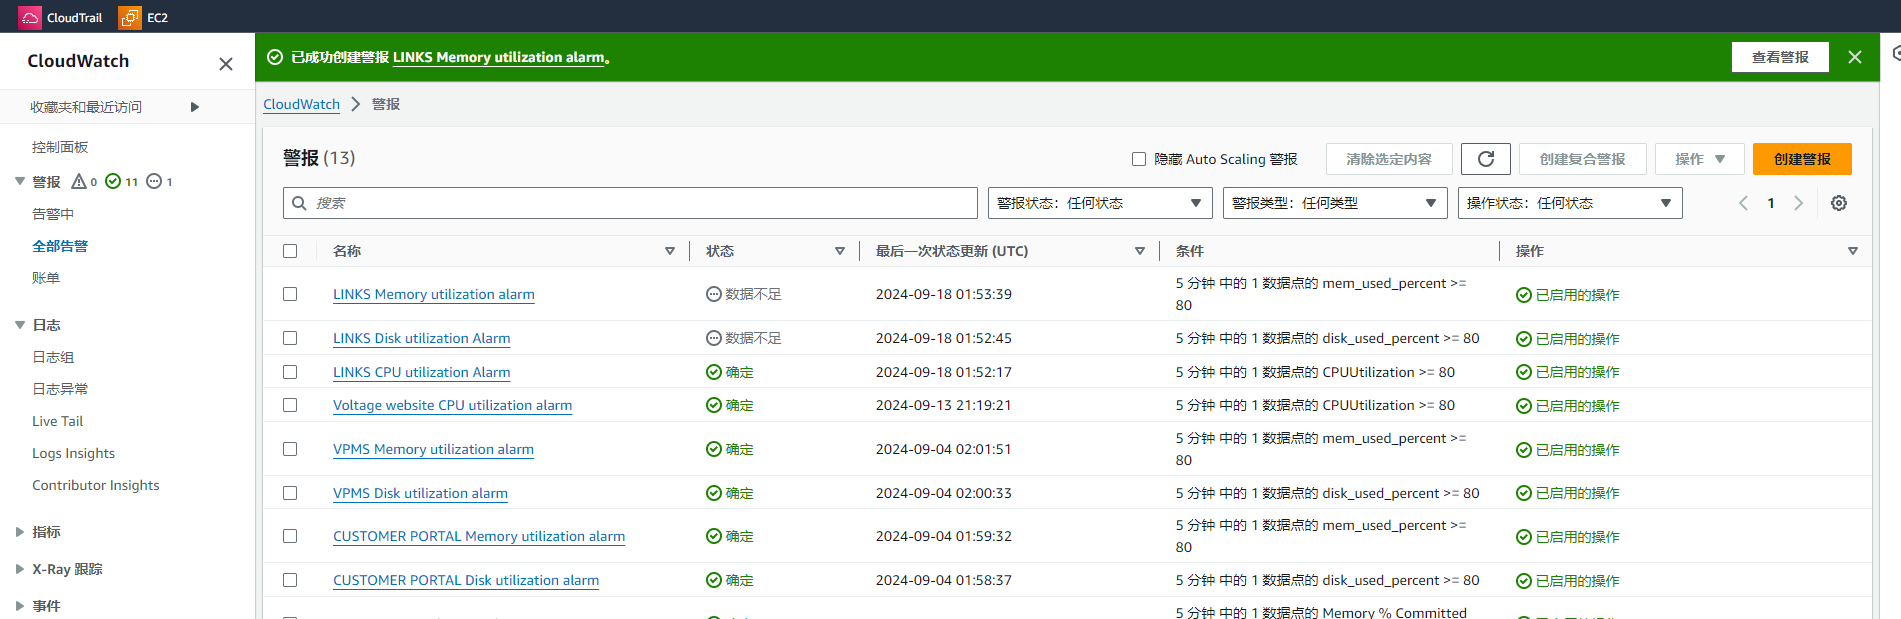 CloudTrail EC2
CloudWatch
已成功创建警报 LINKS Memory utilization alarm。
查看警报
收藏夹和最近访问
控制面板
警报 0 11 1
告警中
全部告警
账单
日志
日志组
日志异常
Live Tail
Logs Insights
Contributor Insights
指标
X-Ray 跟踪
事件
CloudWatch 警报
警报 (13)
隐藏 Auto Scaling 警报
清除选定内容
创建复合警报
操作
创建警报
搜索
警报状态：任何状态
警报类型：任何类型
操作状态：任何状态
1
名称 状态 最后一次状态更新 (UTC) 条件 操作
LINKS Memory utilization alarm 数据不足 2024-09-18 01:53:39 5 分钟 中的 1 数据点的 mem_used_percent >= 已启用的操作
80
LINKS Disk utilization Alarm 数据不足 2024-09-18 01:52:45 5 分钟 中的 1 数据点的 disk_used_percent >= 80 已启用的操作
LINKS CPU utilization Alarm 确定 2024-09-18 01:52:17 5 分钟 中的 1 数据点的 CPUUtilization >= 80 已启用的操作
Voltage website CPU utilization alarm 确定 2024-09-13 21:19:21 5 分钟 中的 1 数据点的 CPUUtilization >= 80 已启用的操作
VPMS Memory utilization alarm 确定 2024-09-04 02:01:51 5 分钟 中的 1 数据点的 mem_used_percent >= 已启用的操作
80
VPMS Disk utilization alarm 确定 2024-09-04 02:00:33 5 分钟 中的 1 数据点的 disk_used_percent >= 80 已启用的操作
CUSTOMER PORTAL Memory utilization alarm 确定 2024-09-04 01:59:32 5 分钟 中的 1 数据点的 mem_used_percent >= 已启用的操作
80
CUSTOMER PORTAL Disk utilization alarm 确定 2024-09-04 01:58:37 5 分钟 中的 1 数据点的 disk_used_percent >= 80 已启用的操作
5 分钟 中的 1 数据点的 Memory % Committed